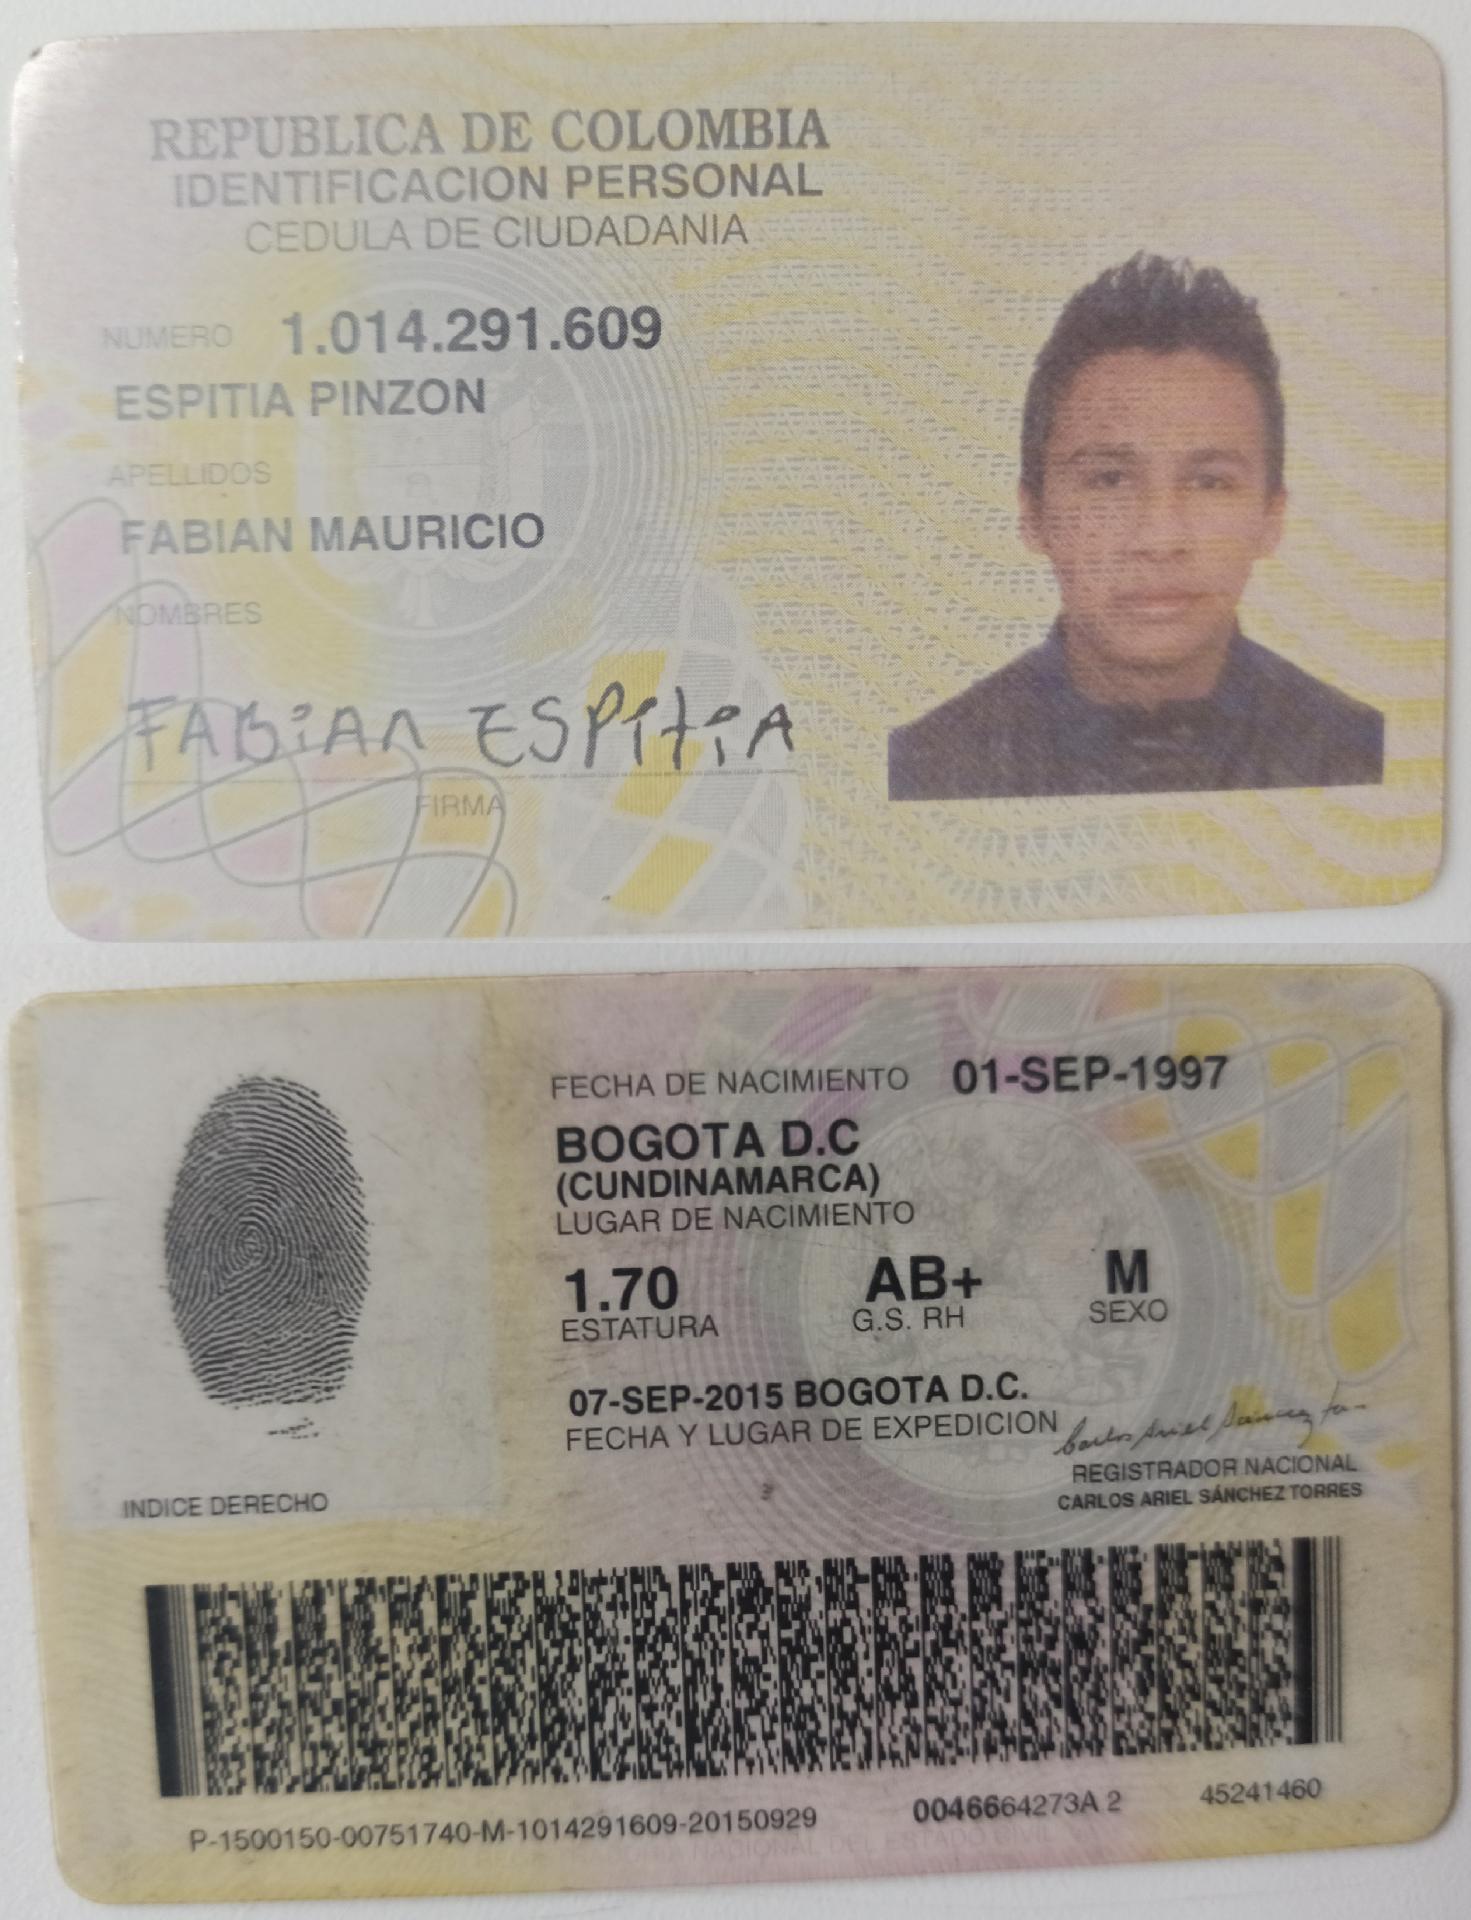 REPUBLICA DE COLOMBIA
IDENTIFICACION PERSONAL
CEDULA DE CIUDADANIA
NUMERO 1.014.291.609
ESPITIA PINZON
APELLIDOS
FABIAN MAURICIO
NOMBRES
FABiAn ESPitiA
FIRMA
FECHA DE NACIMIENTO 01-SEP-1997
BOGOTA D.C
(CUNDINAMARCA)
LUGAR DE NACIMIENTO
1.70 AB+ M
ESTATURA G.S. RH SEXO
07-SEP-2015 BOGOTA D.C.
FECHA Y LUGAR DE EXPEDICION
Carlos Ariel Sánchez
REGISTRADOR NACIONAL
CARLOS ARIEL SÁNCHEZ TORRES
INDICE DERECHO
P-1500150-00751740-M-1014291609-20150929 0046664273A 2 45241460